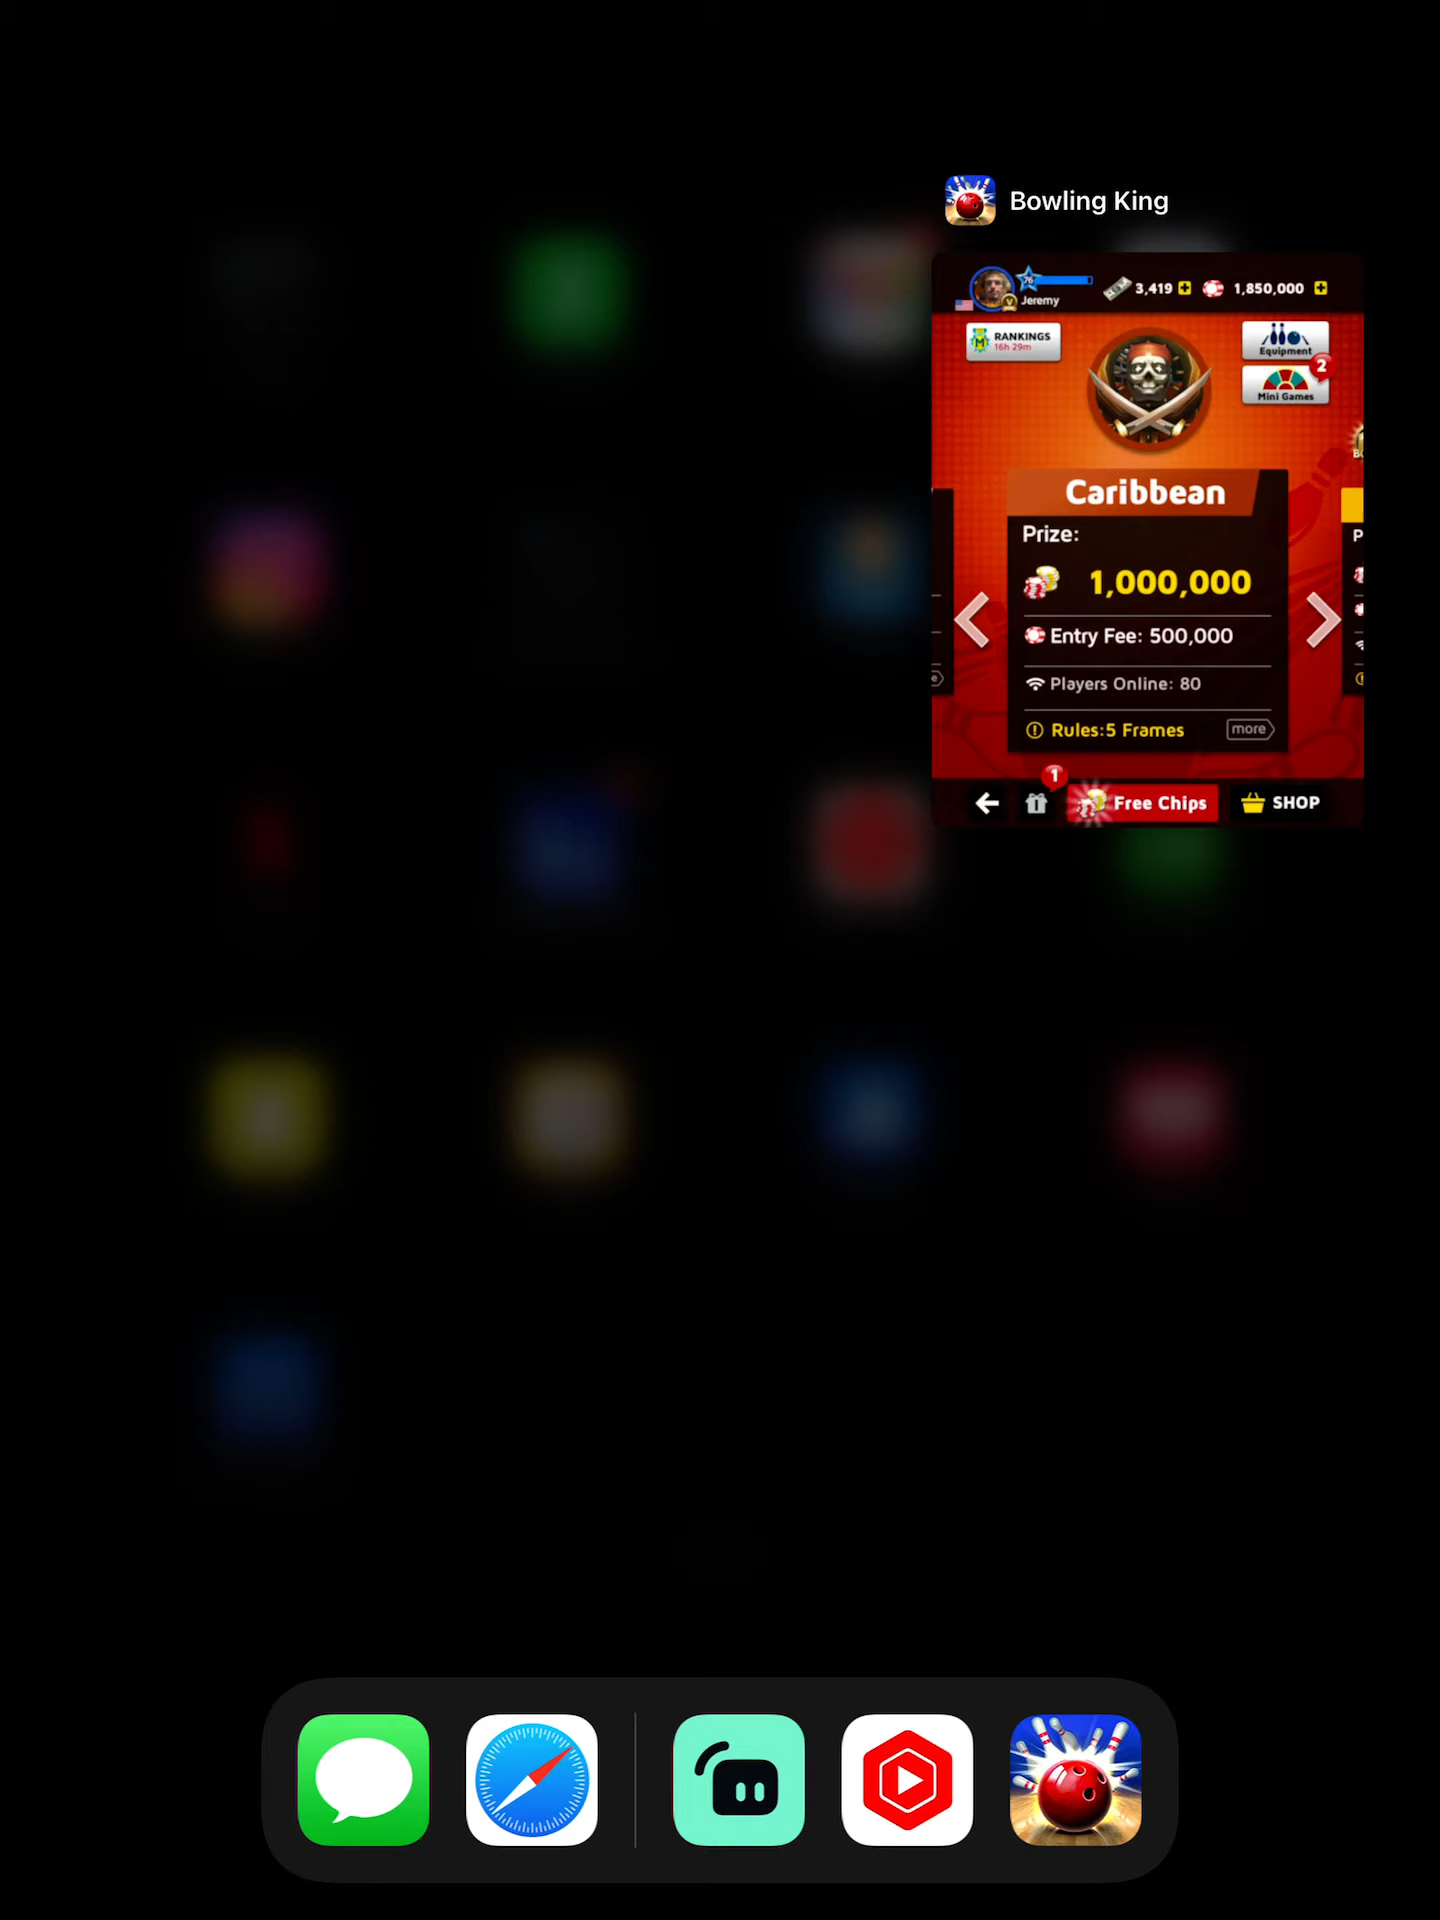 Bowling King
76
Jeremy
V
3,419
1,850,000
RANKINGS
16h 29m
M
Equipment
2
Mini Games
Caribbean
Prize:
1,000,000
Entry Fee: 500,000
Players Online: 80
Rules:5 Frames
more
P
1
Free Chips
SHOP